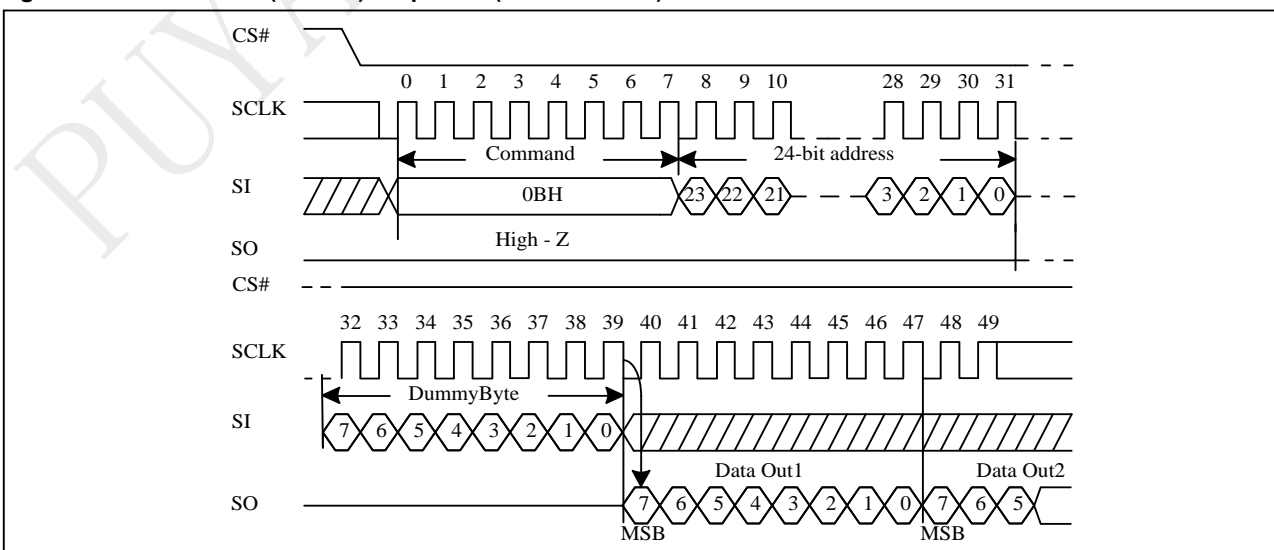 CS#
0 1 2 3 4 5 6 7 8 9 10 28 29 30 31
SCLK
Command 24-bit address
SI 0BH 23 22 21 3 2 1 0
High - Z
SO
CS#
32 33 34 35 36 37 38 39 40 41 42 43 44 45 46 47 48 49
SCLK
DummyByte
SI 7 6 5 4 3 2 1 0
Data Out1 Data Out2
SO 7 6 5 4 3 2 1 0 7 6 5
MSB MSB